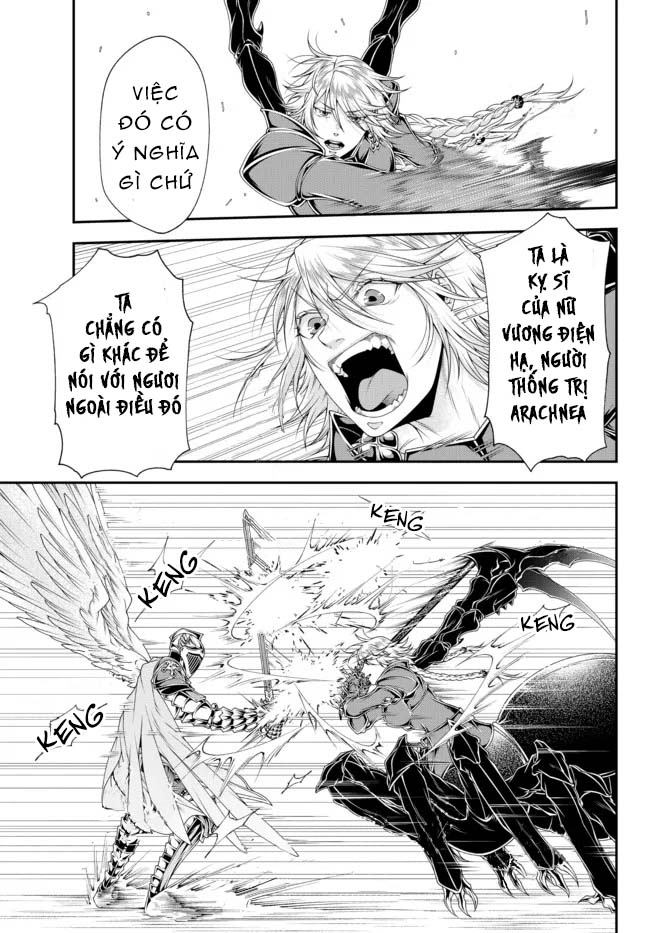 VIỆC
ĐÓ CÓ
Ý NGHĨA
GÌ CHỨ
TA LÀ
KỴ SĨ
CỦA NỮ
VƯƠNG ĐIỆN
HẠ, NGƯỜI
THỐNG TRỊ
ARACHNEA
TA
CHẲNG CÓ
GÌ KHÁC ĐỂ
NÓI VỚI NGƯƠI
NGOÀI ĐIỀU ĐÓ
KENG
KENG
KENG
KENG